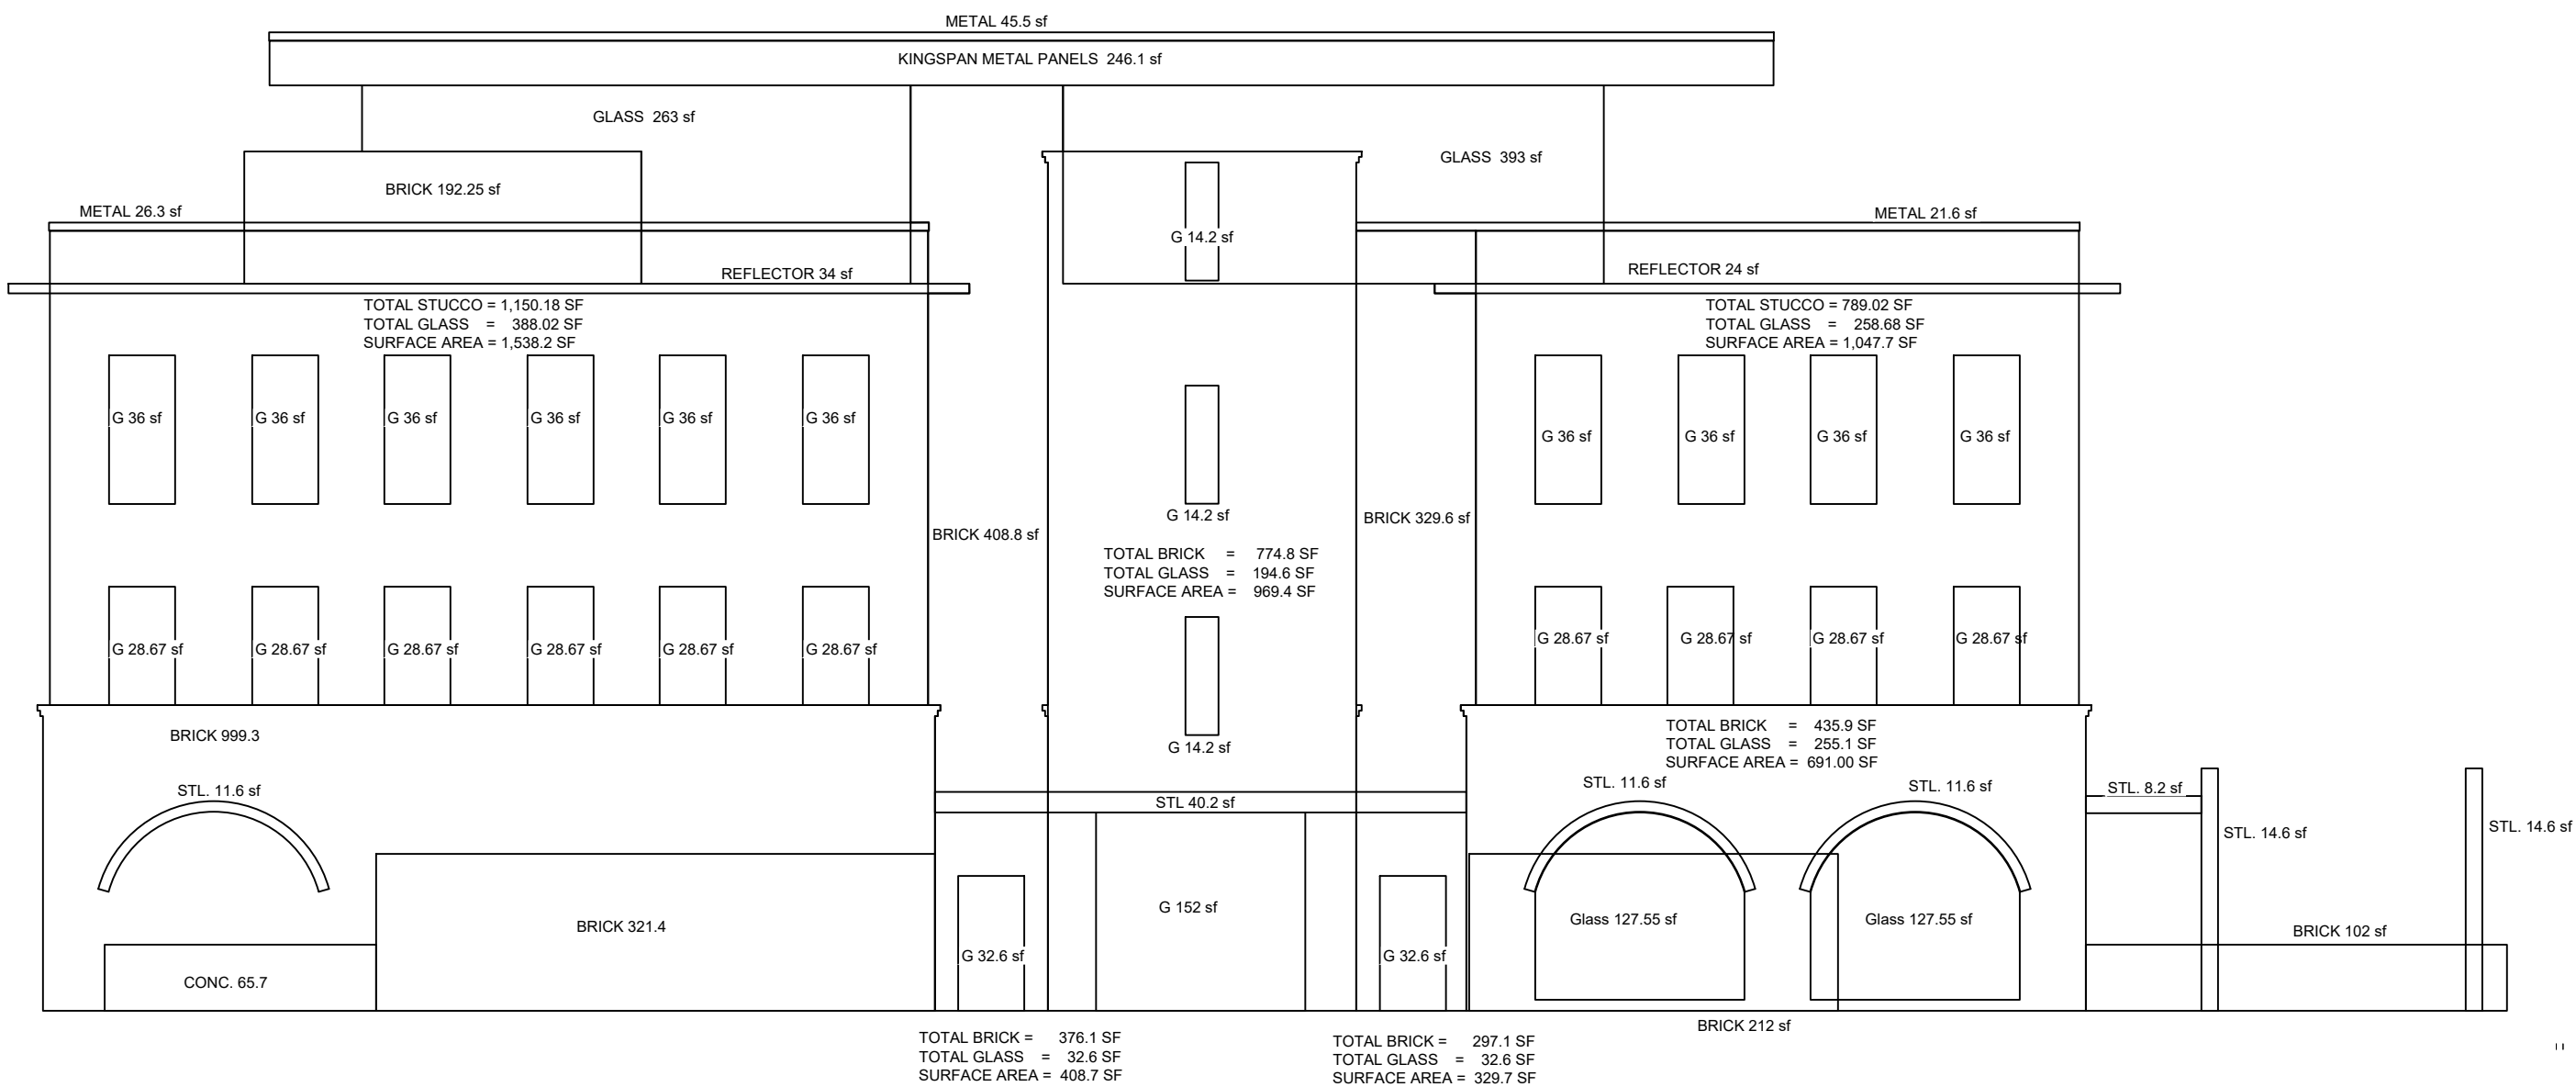 METAL 45.5 sf
KINGSPAN METAL PANELS 246.1 sf
GLASS 263 sf
GLASS 393 sf
BRICK 192.25 sf
METAL 26.3 sf
METAL 21.6 sf
G 14.2 sf
REFLECTOR 34 sf
REFLECTOR 24 sf
TOTAL STUCCO = 1,150.18 SF
TOTAL GLASS = 388.02 SF
SURFACE AREA = 1,538.2 SF
TOTAL STUCCO = 789.02 SF
TOTAL GLASS = 258.68 SF
SURFACE AREA = 1,047.7 SF
G 36 sf
G 36 sf
G 36 sf
G 36 sf
G 36 sf
G 36 sf
G 36 sf
G 36 sf
G 36 sf
G 36 sf
G 14.2 sf
BRICK 408.8 sf
BRICK 329.6 sf
TOTAL BRICK = 774.8 SF
TOTAL GLASS = 194.6 SF
SURFACE AREA = 969.4 SF
G 28.67 sf
G 28.67 sf
G 28.67 sf
G 28.67 sf
G 28.67 sf
G 28.67 sf
G 28.67 sf
G 28.67 sf
G 28.67 sf
G 28.67 sf
BRICK 999.3
G 14.2 sf
TOTAL BRICK = 435.9 SF
TOTAL GLASS = 255.1 SF
SURFACE AREA = 691.00 SF
STL. 11.6 sf
STL 40.2 sf
STL. 11.6 sf
STL. 11.6 sf
STL. 8.2 sf
STL. 14.6 sf
STL. 14.6 sf
BRICK 321.4
G 152 sf
Glass 127.55 sf
Glass 127.55 sf
BRICK 102 sf
CONC. 65.7
G 32.6 sf
G 32.6 sf
BRICK 212 sf
TOTAL BRICK = 376.1 SF
TOTAL GLASS = 32.6 SF
SURFACE AREA = 408.7 SF
TOTAL BRICK = 297.1 SF
TOTAL GLASS = 32.6 SF
SURFACE AREA = 329.7 SF